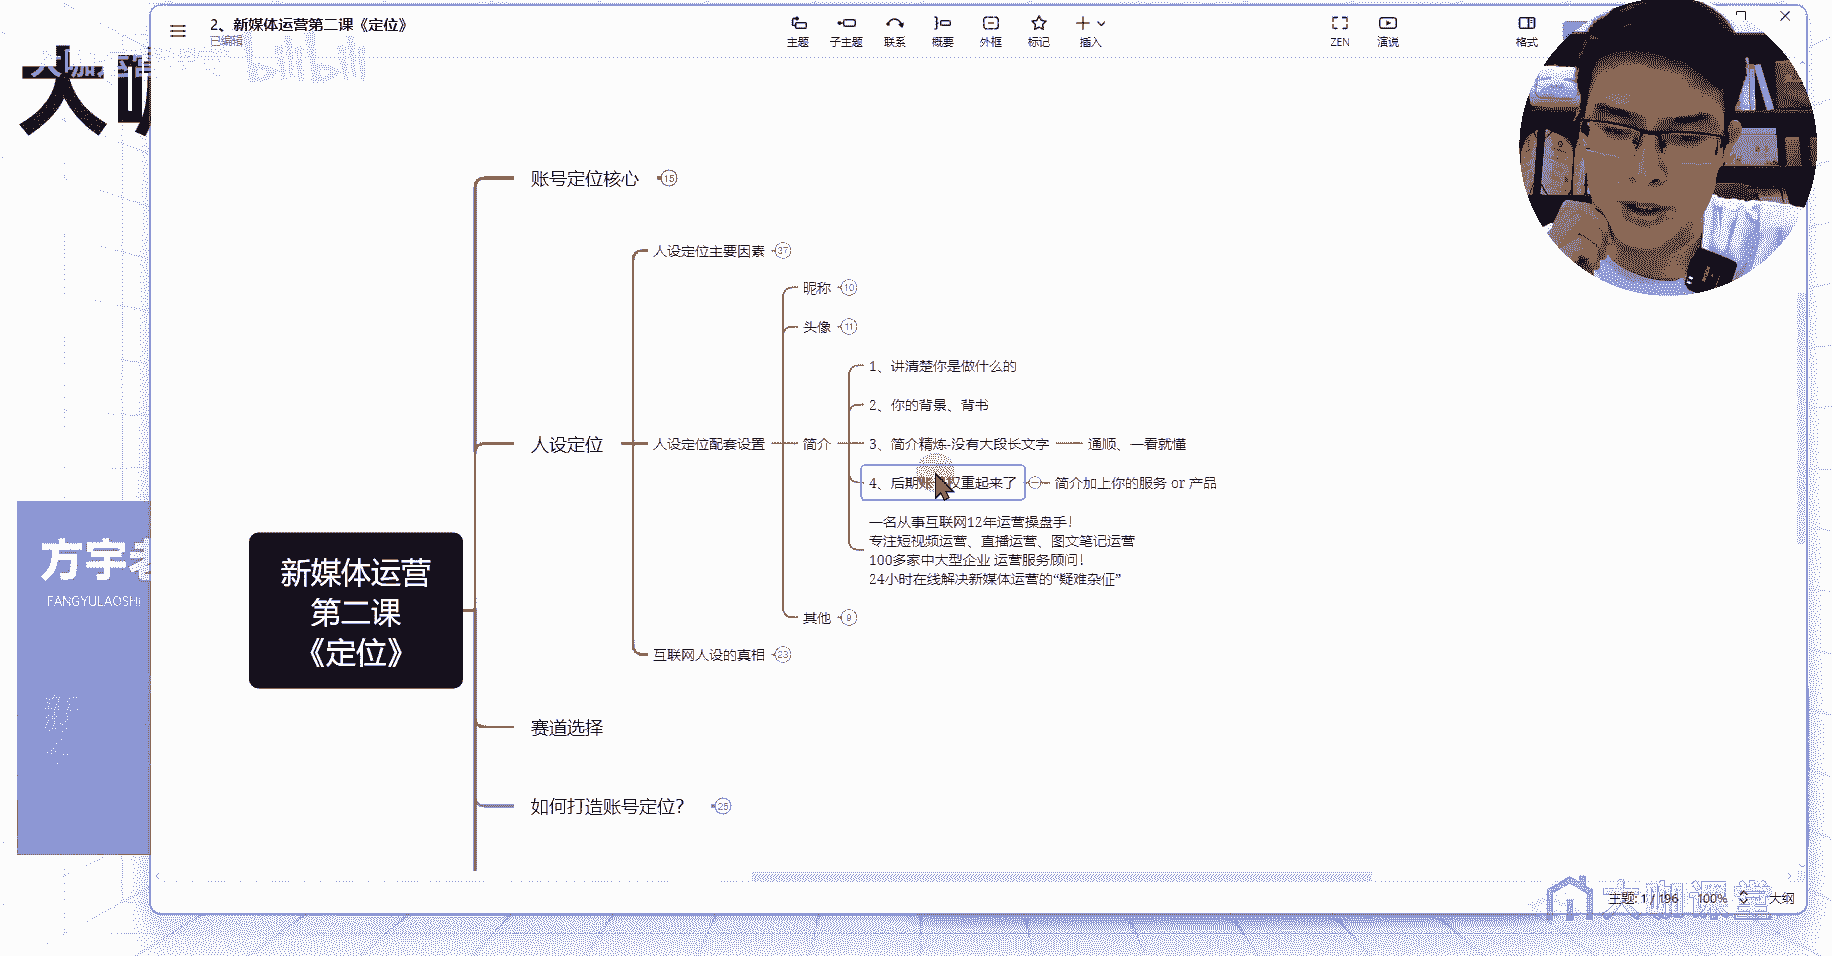 2、新媒体运营第二课《定位》
已编辑
主题
子主题
联系
概要
外框
标记
插入
ZEN
演说
格式
大咖
bilibili
账号定位核心 15
人设定位主要因素 37
昵称 10
头像 11
1、讲清楚你是做什么的
2、你的背景、背书
人设定位
人设定位配套设置
简介
3、简介精炼-没有大段长文字
通顺、一看就懂
4、后期账号权重起来了
简介加上你的服务 or 产品
一名从事互联网12年运营操盘手!
专注短视频运营、直播运营、图文笔记运营
100多家中大型企业 运营服务顾问!
24小时在线解决新媒体运营的“疑难杂症”
其他 9
互联网人设的真相 23
新媒体运营
第二课
《定位》
方宇老
FANGYULAOSHI
赛道选择
如何打造账号定位? 25
主题: 1 / 196
100%
大纲
大咖课堂